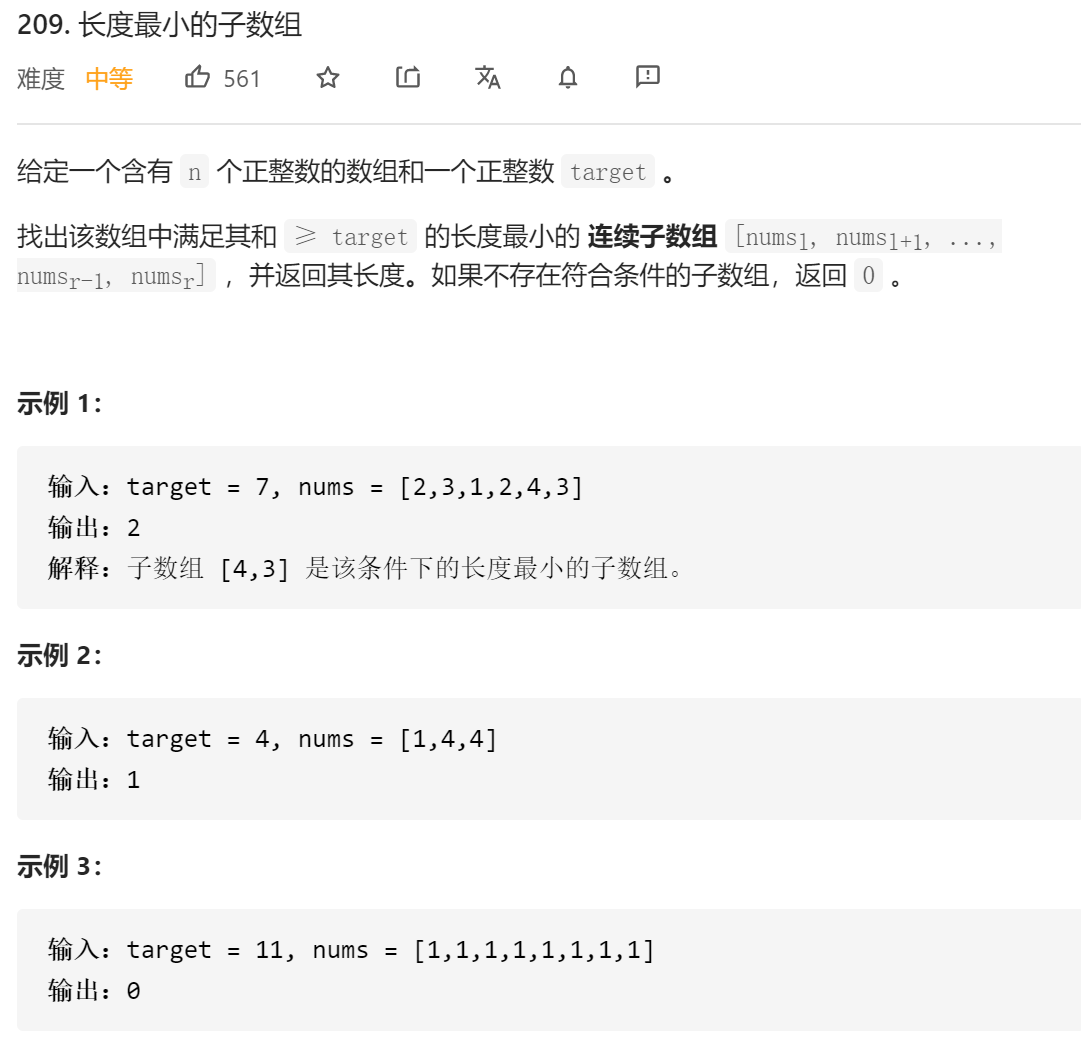 209. 长度最小的子数组
难度 中等 561
给定一个含有 n 个正整数的数组和一个正整数 target 。
找出该数组中满足其和 ≥ target 的长度最小的 连续子数组 [numsl, numsl+1, ...,
numsr-1, numsr] ，并返回其长度。如果不存在符合条件的子数组，返回 0 。
示例 1：
输入：target = 7, nums = [2,3,1,2,4,3]
输出：2
解释：子数组 [4,3] 是该条件下的长度最小的子数组。
示例 2：
输入：target = 4, nums = [1,4,4]
输出：1
示例 3：
输入：target = 11, nums = [1,1,1,1,1,1,1,1]
输出：0